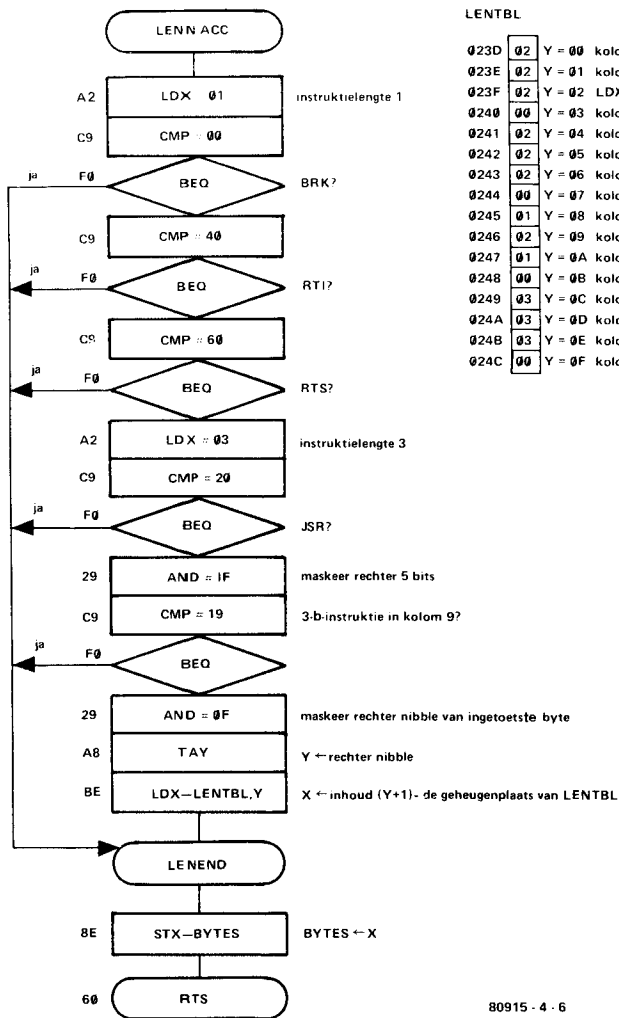 LENN ACC
A2 LDX 01 instruktielengte 1
C9 CMP = 00
ja F0 BEQ BRK?
C9 CMP = 40
ja F0 BEQ RTI?
C9 CMP = 60
ja F0 BEQ RTS?
A2 LDX = 03 instruktielengte 3
C9 CMP = 20
ja F0 BEQ JSR?
29 AND = 1F maskeer rechter 5 bits
C9 CMP = 19 3-b-instruktie in kolom 9?
ja F0 BEQ
29 AND = 0F maskeer rechter nibble van ingetoetste byte
A8 TAY Y ← rechter nibble
BE LDX–LENTBL,Y X ← inhoud (Y+1)- de geheugenplaats van LENTBL
LENEND
8E STX–BYTES BYTES ← X
60 RTS
LENTBL
023D 02 Y = 00
023E 02 Y = 01
023F 02 Y = 02
0240 00 Y = 03
0241 02 Y = 04
0242 02 Y = 05
0243 02 Y = 06
0244 00 Y = 07
0245 01 Y = 08
0246 02 Y = 09
0247 01 Y = 0A
0248 00 Y = 0B
0249 03 Y = 0C
024A 03 Y = 0D
024B 03 Y = 0E
024C 00 Y = 0F
80915 - 4 - 6